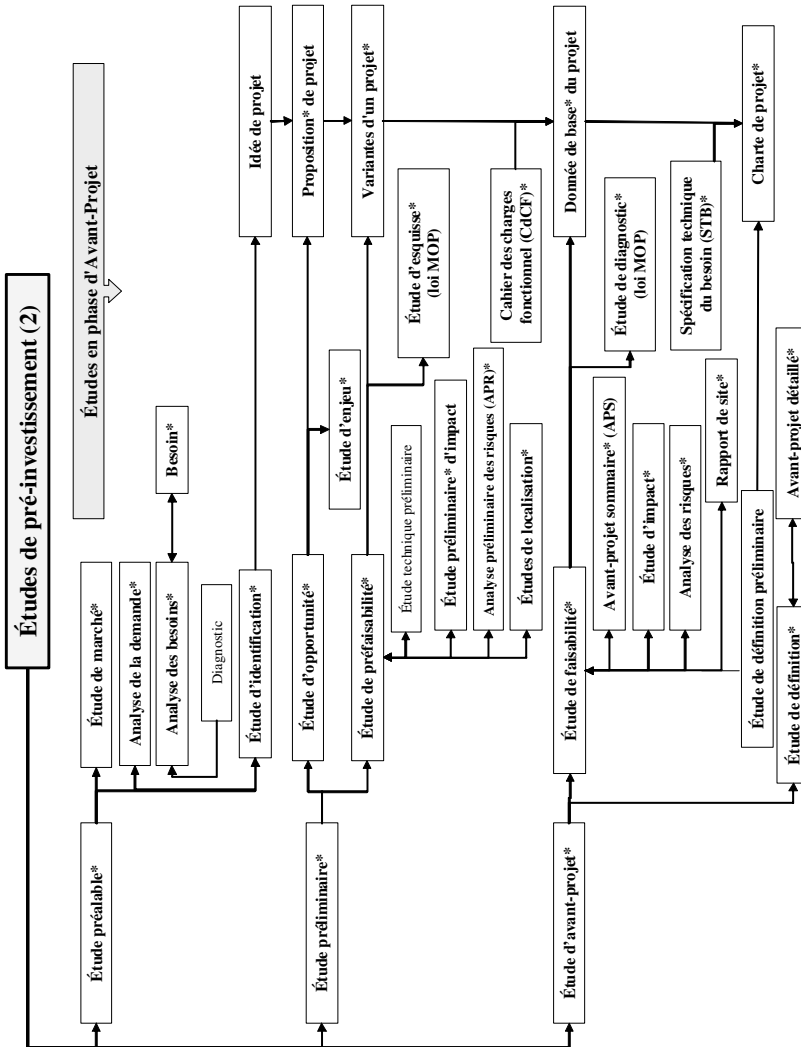 Études de pré-investissement (2)
Études en phase d'Avant-Projet
Étude préalable*
Étude de marché*
Analyse de la demande*
Analyse des besoins*
Besoin*
Diagnostic
Étude d'identification*
Idée de projet
Étude préliminaire*
Étude d'opportunité*
Proposition* de projet
Étude d'enjeu*
Étude de préfaisabilité*
Variantes d'un projet*
Étude technique préliminaire
Étude d'esquisse*
(loi MOP)
Étude préliminaire* d'impact
Analyse préliminaire des risques (APR)*
Études de localisation*
Cahier des charges
fonctionnel (CdCF)*
Étude d'avant-projet*
Étude de faisabilité*
Donnée de base* du projet
Avant-projet sommaire* (APS)
Étude de diagnostic*
(loi MOP)
Étude d'impact*
Analyse des risques*
Spécification technique
du besoin (STB)*
Rapport de site*
Étude de définition préliminaire
Charte de projet*
Étude de définition*
Avant-projet détaillé*